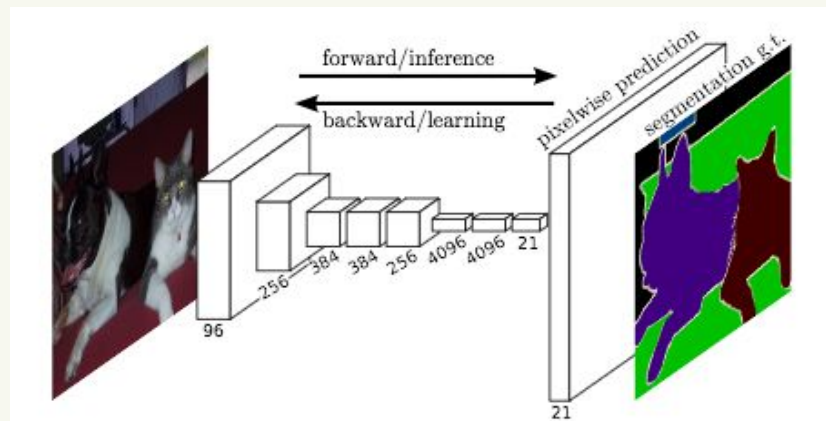 forward/inference
backward/learning
pixelwise prediction
segmentation g.t.
96
256
384
384
256
4096
4096
21
21